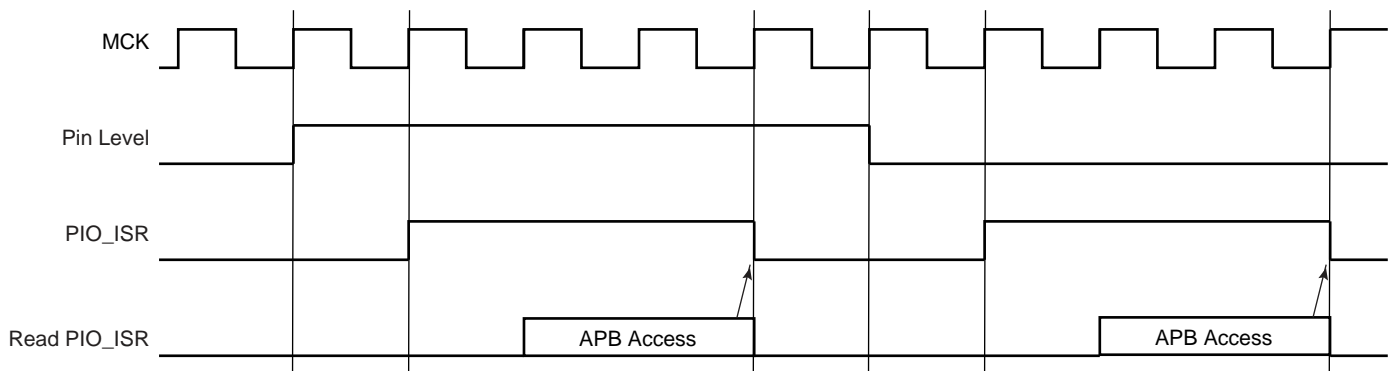 MCK
Pin Level
PIO_ISR
Read PIO_ISR
APB Access
APB Access